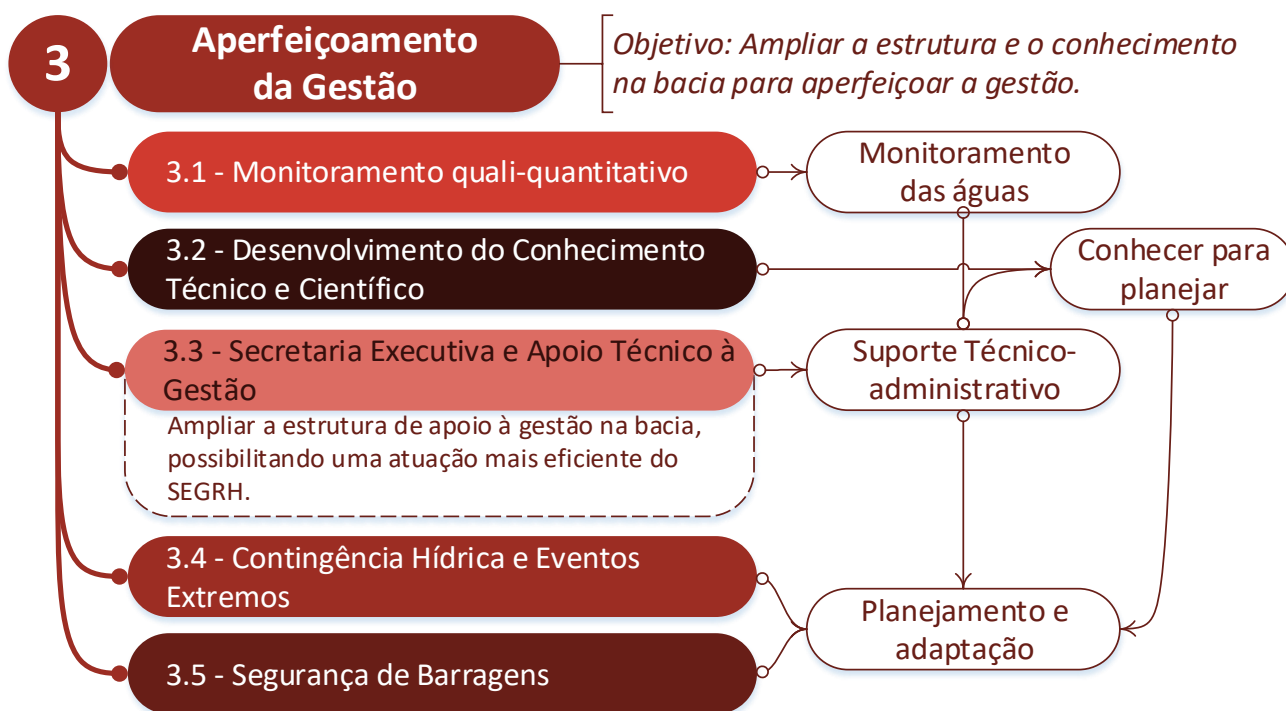 3
Aperfeiçoamento
da Gestão
Objetivo: Ampliar a estrutura e o conhecimento
na bacia para aperfeiçoar a gestão.
3.1 - Monitoramento quali-quantitativo
Monitoramento
das águas
3.2 - Desenvolvimento do Conhecimento
Técnico e Científico
Conhecer para
planejar
3.3 - Secretaria Executiva e Apoio Técnico à
Gestão
Suporte Técnico-
administrativo
Ampliar a estrutura de apoio à gestão na bacia,
possibilitando uma atuação mais eficiente do
SEGRH.
3.4 - Contingência Hídrica e Eventos
Extremos
Planejamento e
adaptação
3.5 - Segurança de Barragens